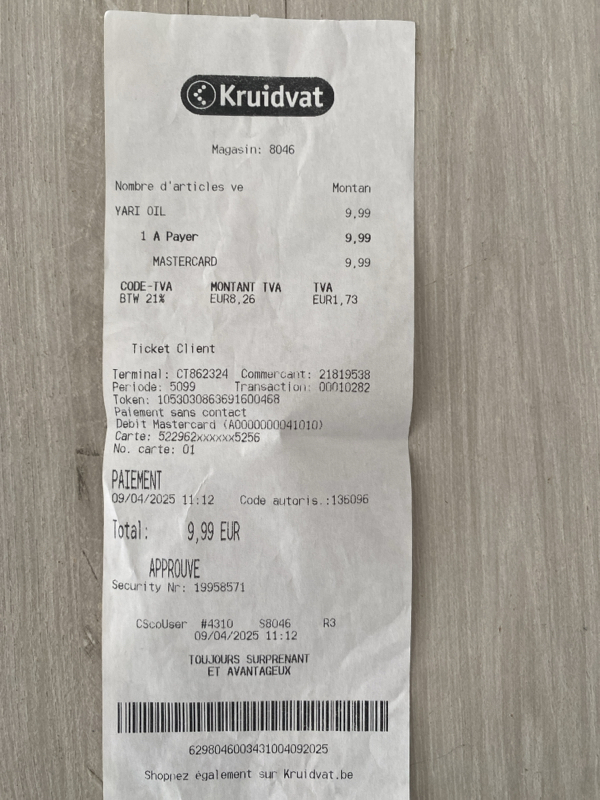 Kruidvat
Magasin: 8046
Nombre d'articles ve Montan
YARI OIL 9,99
1 A Payer 9,99
MASTERCARD 9,99
CODE-TVA MONTANT TVA TVA
BTW 21% EUR8,26 EUR1,73
Ticket Client
Terminal: CT862324 Commercant: 21819538
Periode: 5099 Transaction: 00010282
Token: 1053030863691600468
Paiement sans contact
Debit Mastercard (A0000000041010)
Carte: 522962xxxxxx5256
No. carte: 01
PAIEMENT
09/04/2025 11:12 Code autoris.:136096
Total: 9,99 EUR
APPROUVE
Security Nr: 19958571
CScoUser #4310 S8046 R3
09/04/2025 11:12
TOUJOURS SURPRENANT
ET AVANTAGEUX
6298046003431004092025
Shoppez également sur Kruidvat.be